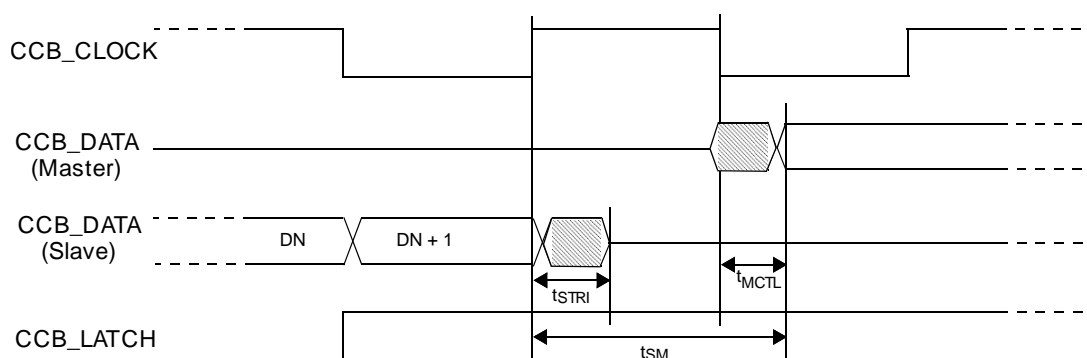 CCB_CLOCK
CCB_DATA
(Master)
CCB_DATA
(Slave)
DN
DN + 1
tSTRI
tMCTL
CCB_LATCH
tSM